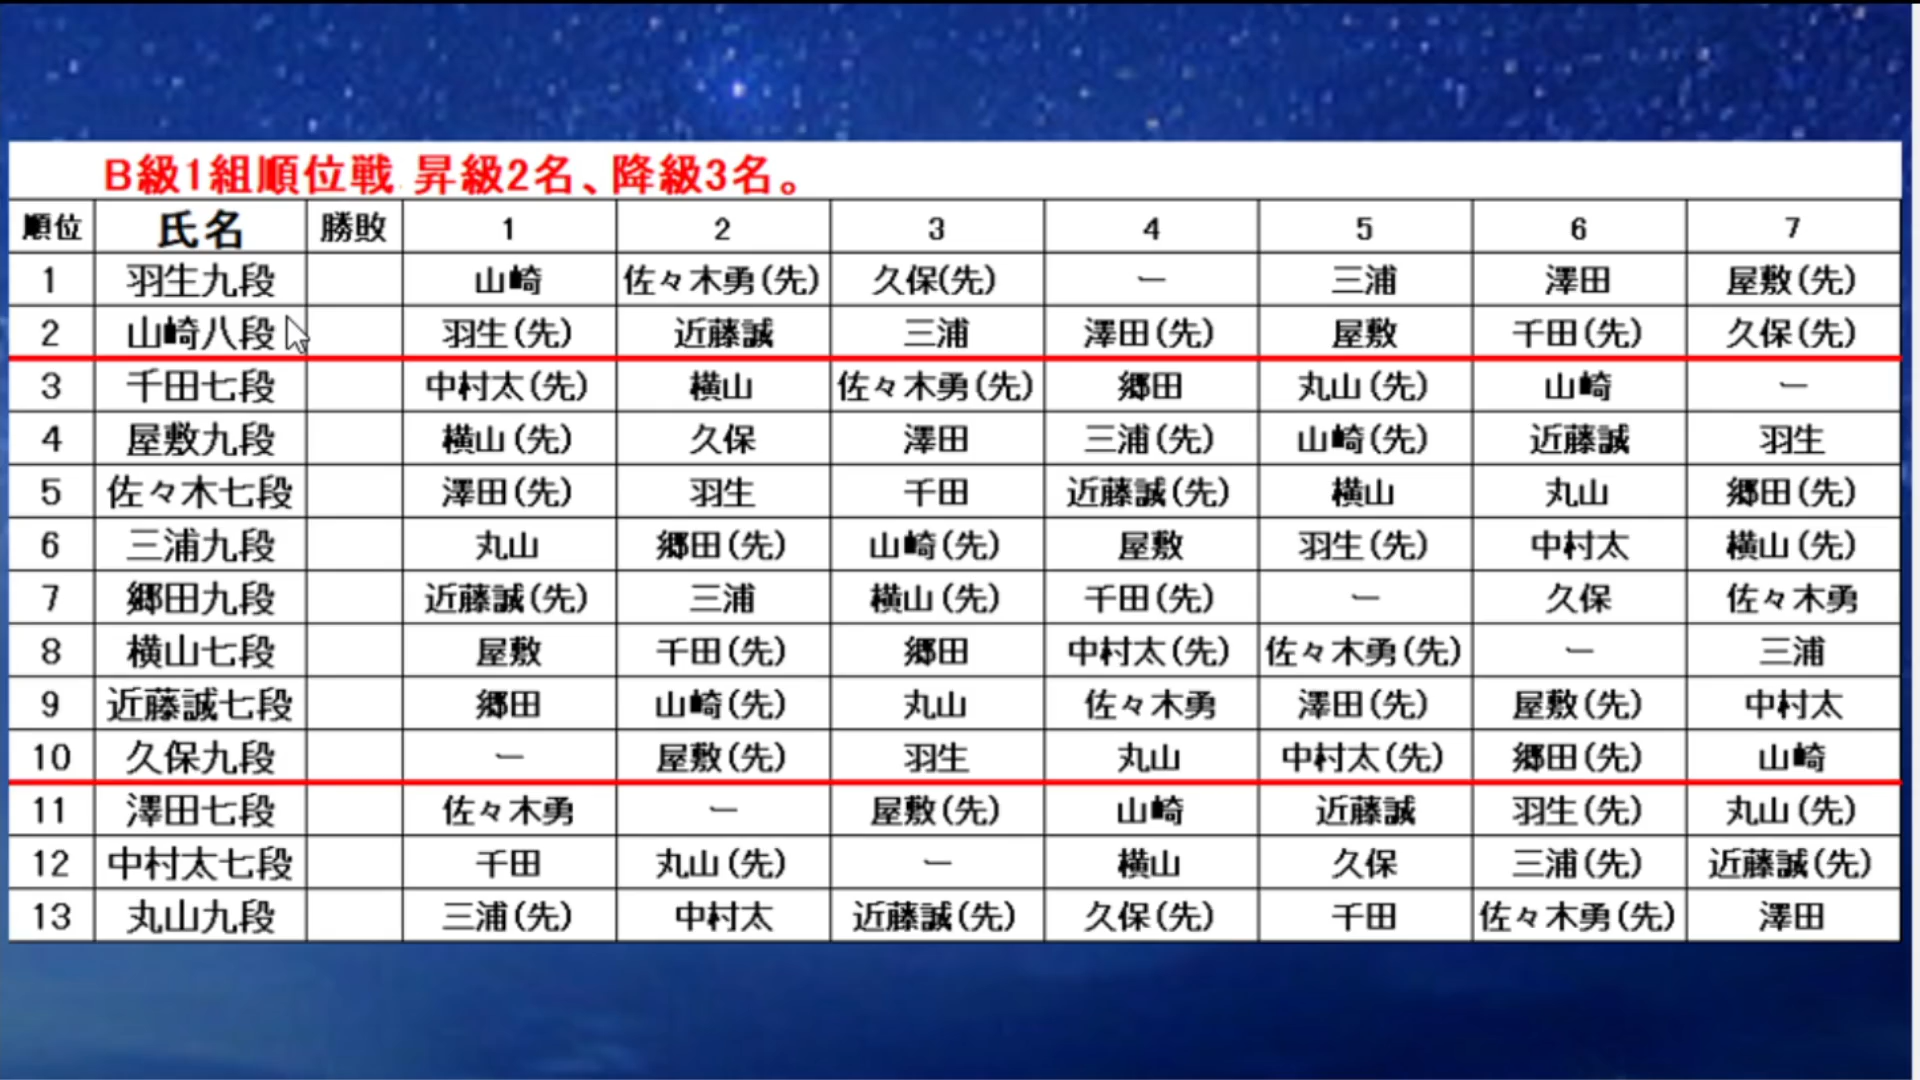 B級1組順位戦 昇級2名、降級3名。
順位 氏名 勝敗 1 2 3 4 5 6 7
1 羽生九段 山崎 佐々木勇(先) 久保(先) ー 三浦 澤田 屋敷(先)
2 山崎八段 羽生(先) 近藤誠 三浦 澤田(先) 屋敷 千田(先) 久保(先)
3 千田七段 中村太(先) 横山 佐々木勇(先) 郷田 丸山(先) 山崎 ー
4 屋敷九段 横山(先) 久保 澤田 三浦(先) 山崎(先) 近藤誠 羽生
5 佐々木七段 澤田(先) 羽生 千田 近藤誠(先) 横山 丸山 郷田(先)
6 三浦九段 丸山 郷田(先) 山崎(先) 屋敷 羽生(先) 中村太 横山(先)
7 郷田九段 近藤誠(先) 三浦 横山(先) 千田(先) ー 久保 佐々木勇
8 横山七段 屋敷 千田(先) 郷田 中村太(先) 佐々木勇(先) ー 三浦
9 近藤誠七段 郷田 山崎(先) 丸山 佐々木勇 澤田(先) 屋敷(先) 中村太
10 久保九段 ー 屋敷(先) 羽生 丸山 中村太(先) 郷田(先) 山崎
11 澤田七段 佐々木勇 ー 屋敷(先) 山崎 近藤誠 羽生(先) 丸山(先)
12 中村太七段 千田 丸山(先) ー 横山 久保 三浦(先) 近藤誠(先)
13 丸山九段 三浦(先) 中村太 近藤誠(先) 久保(先) 千田 佐々木勇(先) 澤田